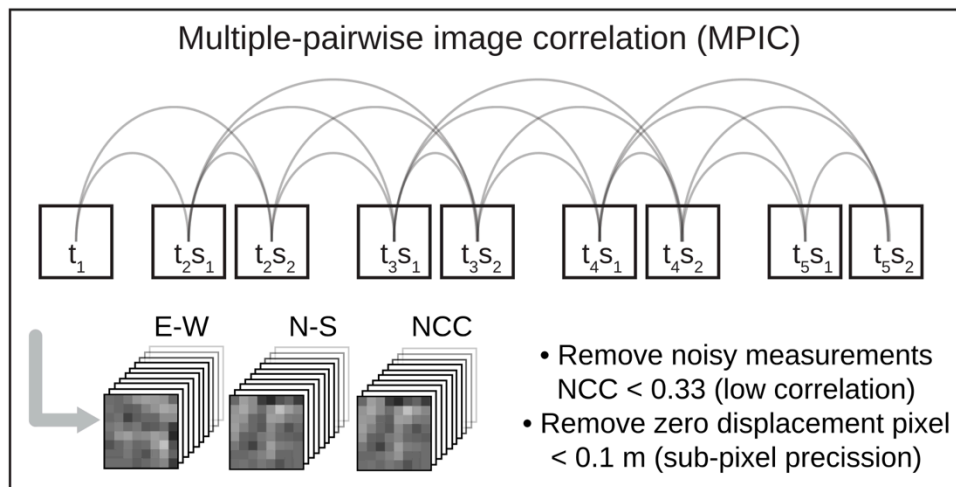 Multiple-pairwise image correlation (MPIC)
t₁ t₂s₁ t₂s₂ t₃s₁ t₃s₂ t₄s₁ t₄s₂ t₅s₁ t₅s₂
E-W N-S NCC
• Remove noisy measurements
NCC < 0.33 (low correlation)
• Remove zero displacement pixel
< 0.1 m (sub-pixel precission)